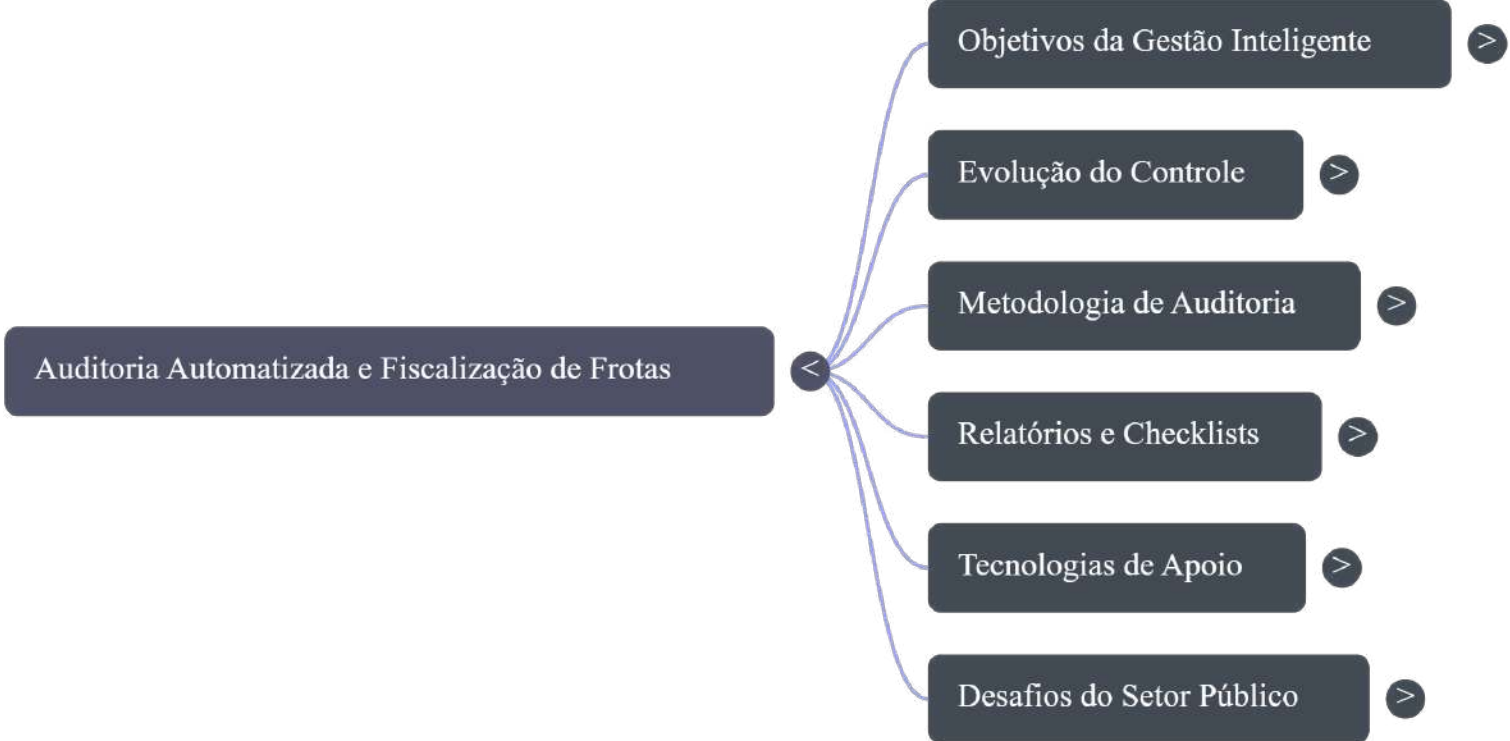 Objetivos da Gestão Inteligente >
Evolução do Controle >
Metodologia de Auditoria >
Auditoria Automatizada e Fiscalização de Frotas <
Relatórios e Checklists >
Tecnologias de Apoio >
Desafios do Setor Público >